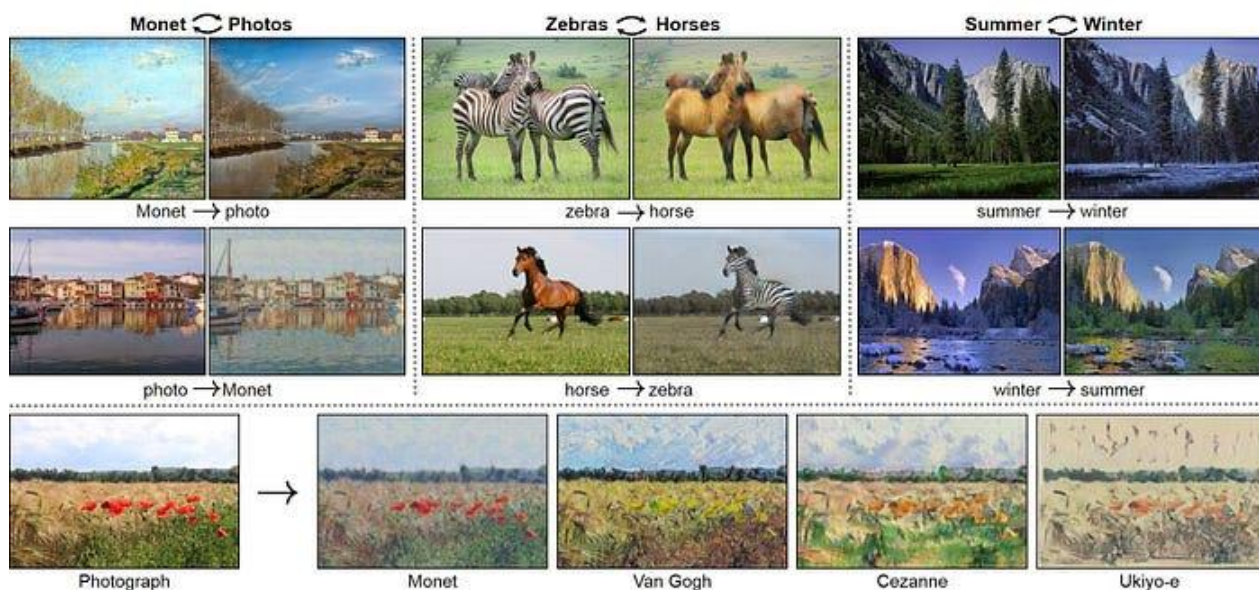 Monet Photos
Zebras Horses
Summer Winter
Monet → photo
zebra → horse
summer → winter
photo → Monet
horse → zebra
winter → summer
Photograph
Monet
Van Gogh
Cezanne
Ukiyo-e